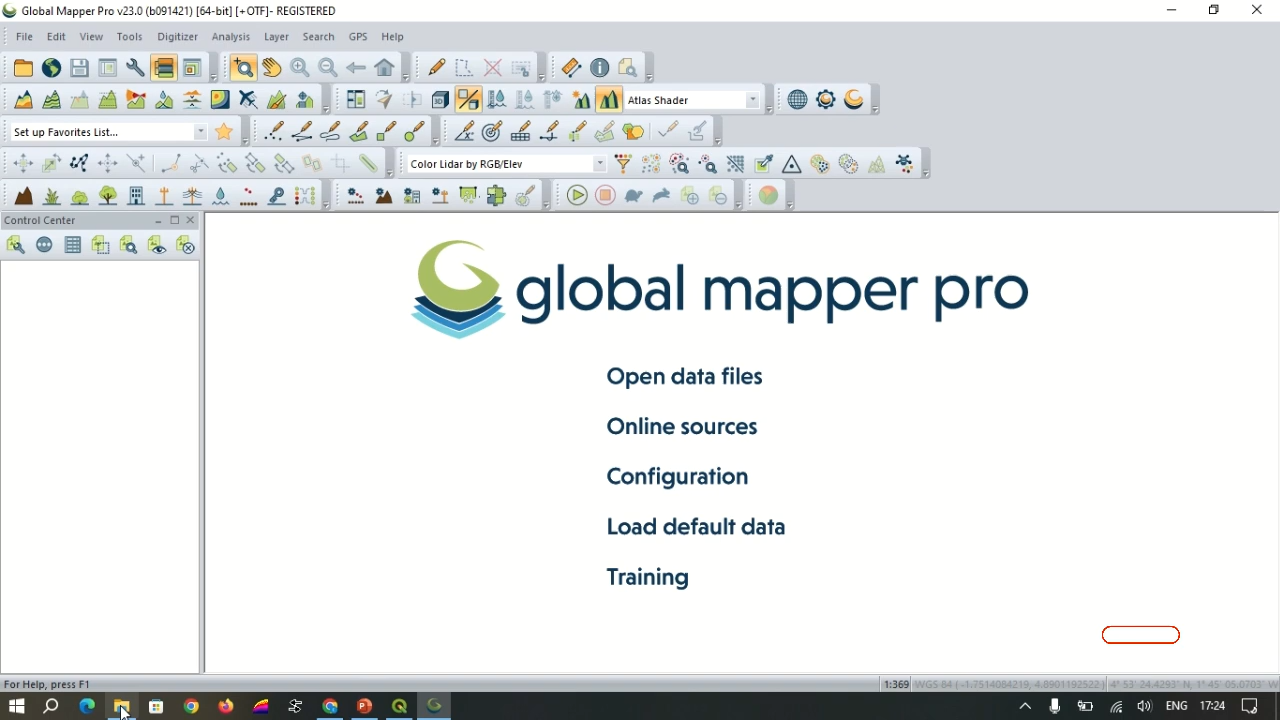 Global Mapper Pro v23.0 (b091421) [64-bit] [+OTF]- REGISTERED
File Edit View Tools Digitizer Analysis Layer Search GPS Help
Atlas Shader
Set up Favorites List...
Color Lidar by RGB/Elev
Control Center
global mapper pro
Open data files
Online sources
Configuration
Load default data
Training
For Help, press F1
1:369
WGS 84 ( -1.7514084219, 4.8901192522 )
4° 53' 24.4293" N, 1° 45' 05.0703" W
ENG
17:24